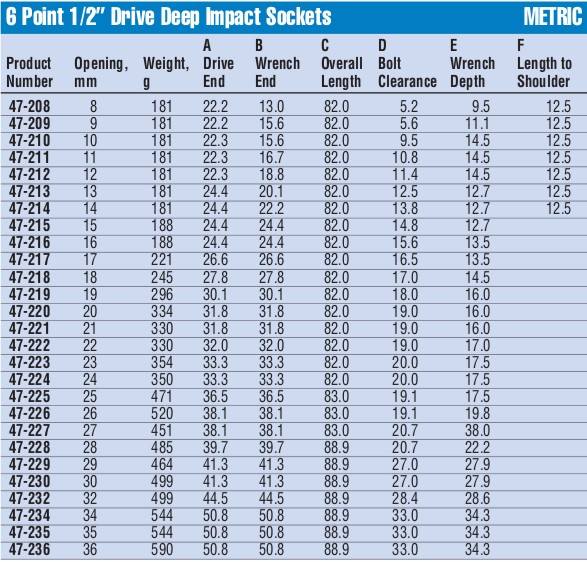 6 Point 1/2″ Drive Deep Impact Sockets METRIC
A B C D E F
Product Opening, Weight, Drive Wrench Overall Bolt Wrench Length to
Number mm g End End Length Clearance Depth Shoulder
47-208 8 181 22.2 13.0 82.0 5.2 9.5 12.5
47-209 9 181 22.2 15.6 82.0 5.6 11.1 12.5
47-210 10 181 22.3 15.6 82.0 9.5 14.5 12.5
47-211 11 181 22.3 16.7 82.0 10.8 14.5 12.5
47-212 12 181 22.3 18.8 82.0 11.4 14.5 12.5
47-213 13 181 24.4 20.1 82.0 12.5 12.7 12.5
47-214 14 181 24.4 22.2 82.0 13.8 12.7 12.5
47-215 15 188 24.4 24.4 82.0 14.8 12.7
47-216 16 188 24.4 24.4 82.0 15.6 13.5
47-217 17 221 26.6 26.6 82.0 16.5 13.5
47-218 18 245 27.8 27.8 82.0 17.0 14.5
47-219 19 296 30.1 30.1 82.0 18.0 16.0
47-220 20 334 31.8 31.8 82.0 19.0 16.0
47-221 21 330 31.8 31.8 82.0 19.0 16.0
47-222 22 330 32.0 32.0 82.0 19.0 17.0
47-223 23 354 33.3 33.3 82.0 20.0 17.5
47-224 24 350 33.3 33.3 82.0 20.0 17.5
47-225 25 471 36.5 36.5 83.0 19.1 17.5
47-226 26 520 38.1 38.1 83.0 19.1 19.8
47-227 27 451 38.1 38.1 83.0 20.7 38.0
47-228 28 485 39.7 39.7 88.9 20.7 22.2
47-229 29 464 41.3 41.3 88.9 27.0 27.9
47-230 30 499 41.3 41.3 88.9 27.0 27.9
47-232 32 499 44.5 44.5 88.9 28.4 28.6
47-234 34 544 50.8 50.8 88.9 33.0 34.3
47-235 35 544 50.8 50.8 88.9 33.0 34.3
47-236 36 590 50.8 50.8 88.9 33.0 34.3